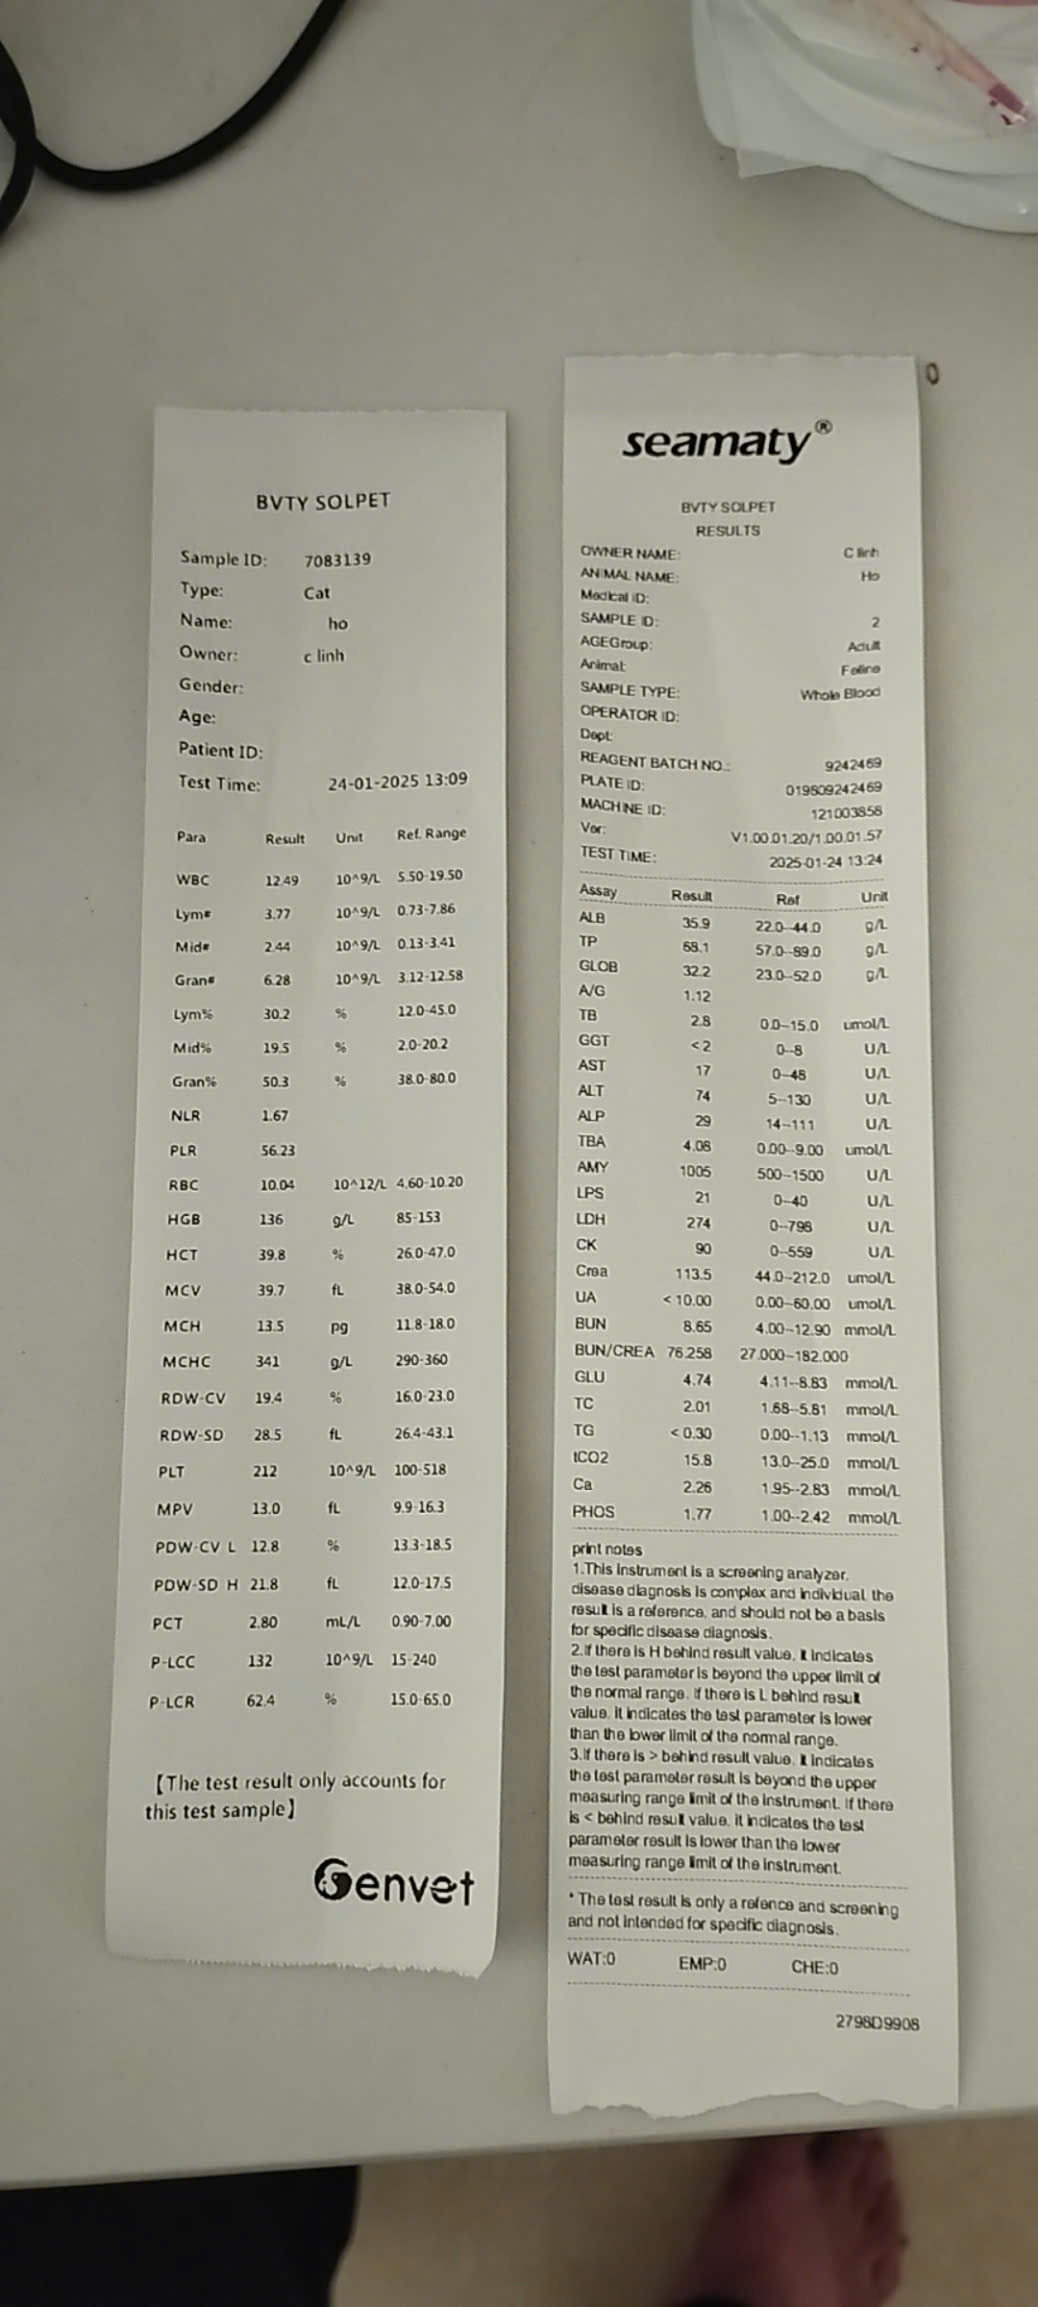 BVTY SOLPET
Sample ID: 7083139
Type: Cat
Name: ho
Owner: c linh
Gender:
Age:
Patient ID:
Test Time: 24-01-2025 13:09
Para Result Unit Ref. Range
WBC 12.49 10^9/L 5.50-19.50
Lym# 3.77 10^9/L 0.73-7.86
Mid# 2.44 10^9/L 0.13-3.41
Gran# 6.28 10^9/L 3.12-12.58
Lym% 30.2 % 12.0-45.0
Mid% 19.5 % 2.0-20.2
Gran% 50.3 % 38.0-80.0
NLR 1.67
PLR 56.23
RBC 10.04 10^12/L 4.60-10.20
HGB 136 g/L 85-153
HCT 39.8 % 26.0-47.0
MCV 39.7 fL 38.0-54.0
MCH 13.5 pg 11.8-18.0
MCHC 341 g/L 290-360
RDW-CV 19.4 % 16.0-23.0
RDW-SD 28.5 fL 26.4-43.1
PLT 212 10^9/L 100-518
MPV 13.0 fL 9.9-16.3
PDW-CV L 12.8 % 13.3-18.5
PDW-SD H 21.8 fL 12.0-17.5
PCT 2.80 mL/L 0.90-7.00
P-LCC 132 10^9/L 15-240
P-LCR 62.4 % 15.0-65.0
【The test result only accounts for
this test sample】
Genvet
seamaty®
BVTY SOLPET
RESULTS
OWNER NAME: C linh
ANIMAL NAME: Ho
Medical ID:
SAMPLE ID: 2
AGEGroup: Adult
Animal: Feline
SAMPLE TYPE: Whole Blood
OPERATOR ID:
Dept:
REAGENT BATCH NO.: 9242469
PLATE ID: 019809242469
MACHINE ID: 121003858
Ver: V1.00.01.20/1.00.01.57
TEST TIME: 2025-01-24 13:24
Assay Result Ref Unit
ALB 35.9 22.0--44.0 g/L
TP 68.1 57.0--89.0 g/L
GLOB 32.2 23.0--52.0 g/L
A/G 1.12
TB 2.8 0.0--15.0 umol/L
GGT <2 0--8 U/L
AST 17 0--48 U/L
ALT 74 5--130 U/L
ALP 29 14--111 U/L
TBA 4.08 0.00--9.00 umol/L
AMY 1005 500--1500 U/L
LPS 21 0--40 U/L
LDH 274 0--798 U/L
CK 90 0--559 U/L
Crea 113.5 44.0--212.0 umol/L
UA <10.00 0.00--60.00 umol/L
BUN 8.65 4.00--12.90 mmol/L
BUN/CREA 76.258 27.000--182.000
GLU 4.74 4.11--8.83 mmol/L
TC 2.01 1.68--5.81 mmol/L
TG <0.30 0.00--1.13 mmol/L
tCO2 15.8 13.0--25.0 mmol/L
Ca 2.26 1.95--2.83 mmol/L
PHOS 1.77 1.00--2.42 mmol/L
print notes
1.This instrument is a screening analyzer,
disease diagnosis is complex and individual, the
result is a reference, and should not be a basis
for specific disease diagnosis.
2.If there is H behind result value, it indicates
the test parameter is beyond the upper limit of
the normal range. If there is L behind result
value, it indicates the test parameter is lower
than the lower limit of the normal range.
3.If there is > behind result value, it indicates
the test parameter result is beyond the upper
measuring range limit of the instrument. If there
is < behind result value, it indicates the test
parameter result is lower than the lower
measuring range limit of the instrument.
* The test result is only a refence and screening
and not intended for specific diagnosis.
WAT:0 EMP:0 CHE:0
2798D9908